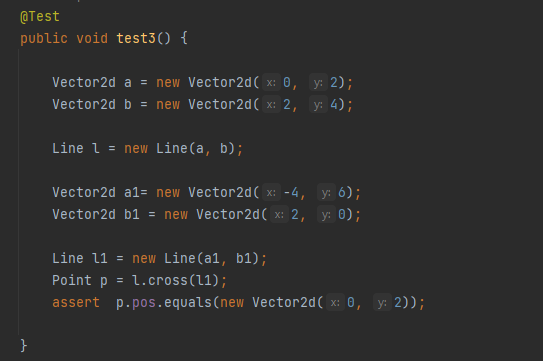 @Test
public void test3() {
Vector2d a = new Vector2d( x: 0, y: 2);
Vector2d b = new Vector2d( x: 2, y: 4);
Line l = new Line(a, b);
Vector2d a1= new Vector2d( x: -4, y: 6);
Vector2d b1 = new Vector2d( x: 2, y: 0);
Line l1 = new Line(a1, b1);
Point p = l.cross(l1);
assert  p.pos.equals(new Vector2d( x: 0, y: 2));
}